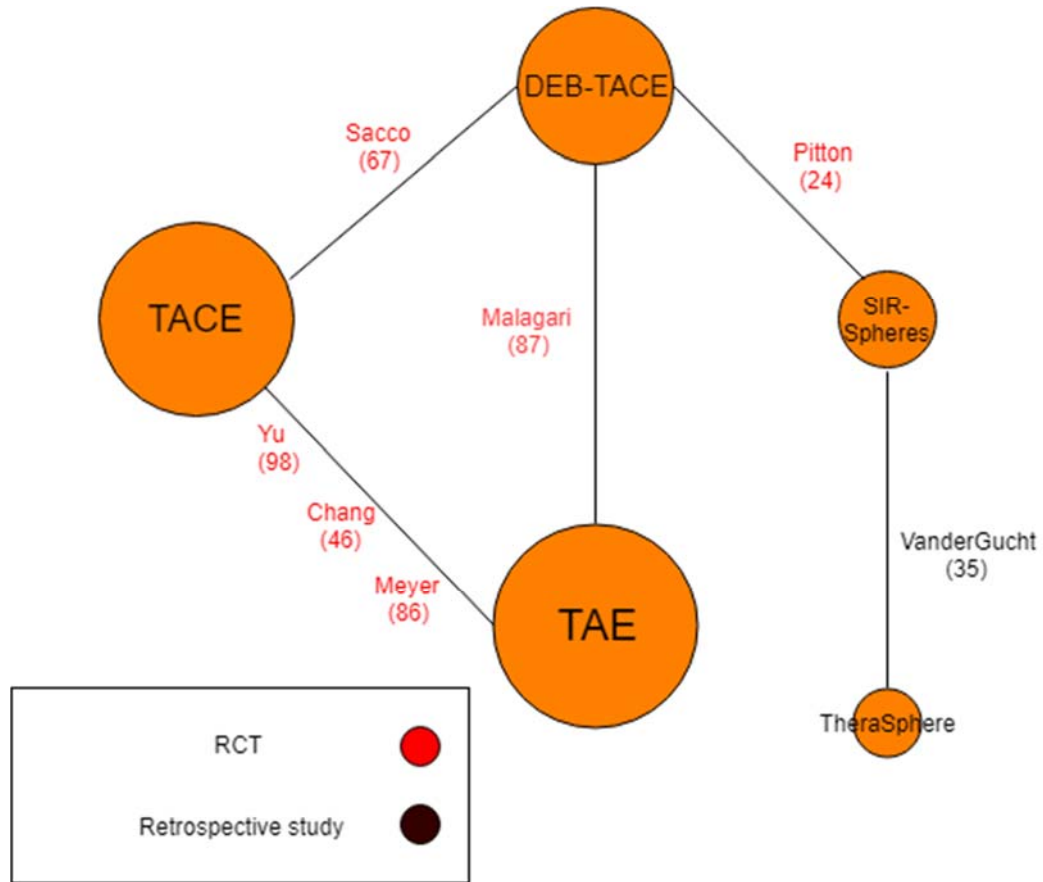 DEB-TACE
Sacco
(67)
Pitton
(24)
TACE
Malagari
(87)
SIR-
Spheres
Yu
(98)
Chang
(46)
Meyer
(86)
VanderGucht
(35)
TAE
TheraSphere
RCT
Retrospective study